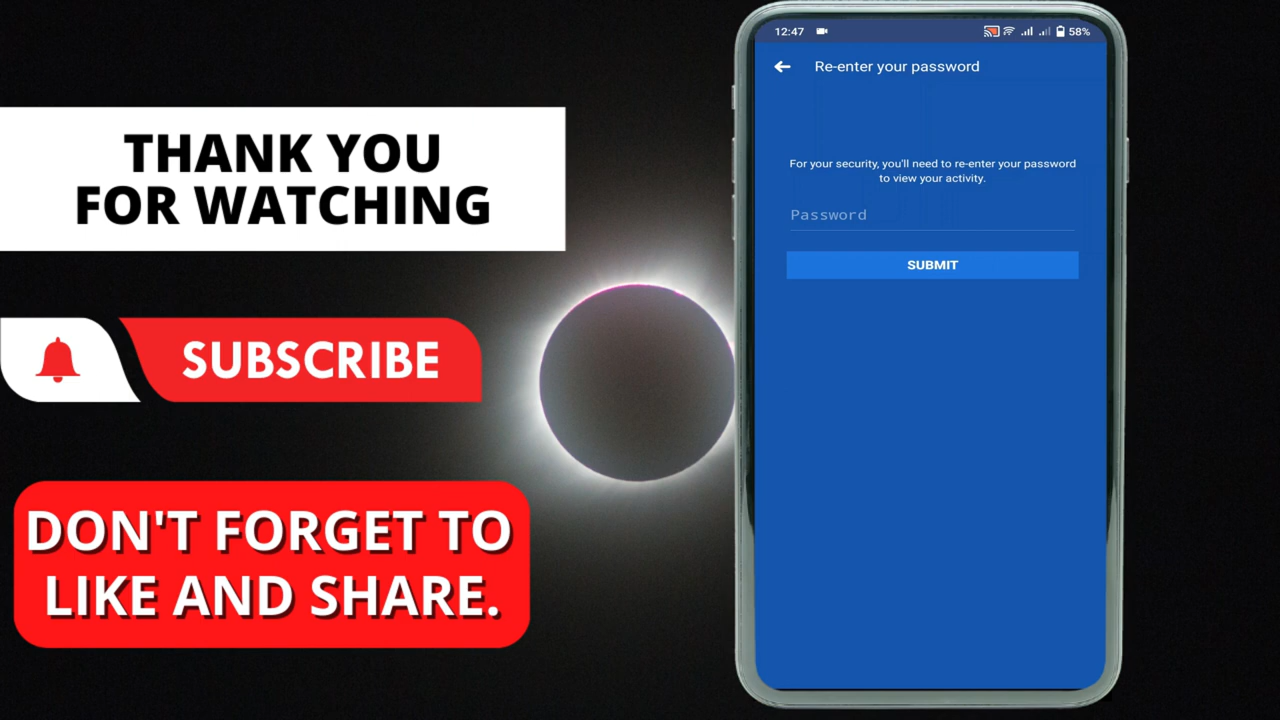 THANK YOU
FOR WATCHING
SUBSCRIBE
DON'T FORGET TO
LIKE AND SHARE.
12:47 58%
Re-enter your password
For your security, you'll need to re-enter your password
to view your activity.
Password
SUBMIT